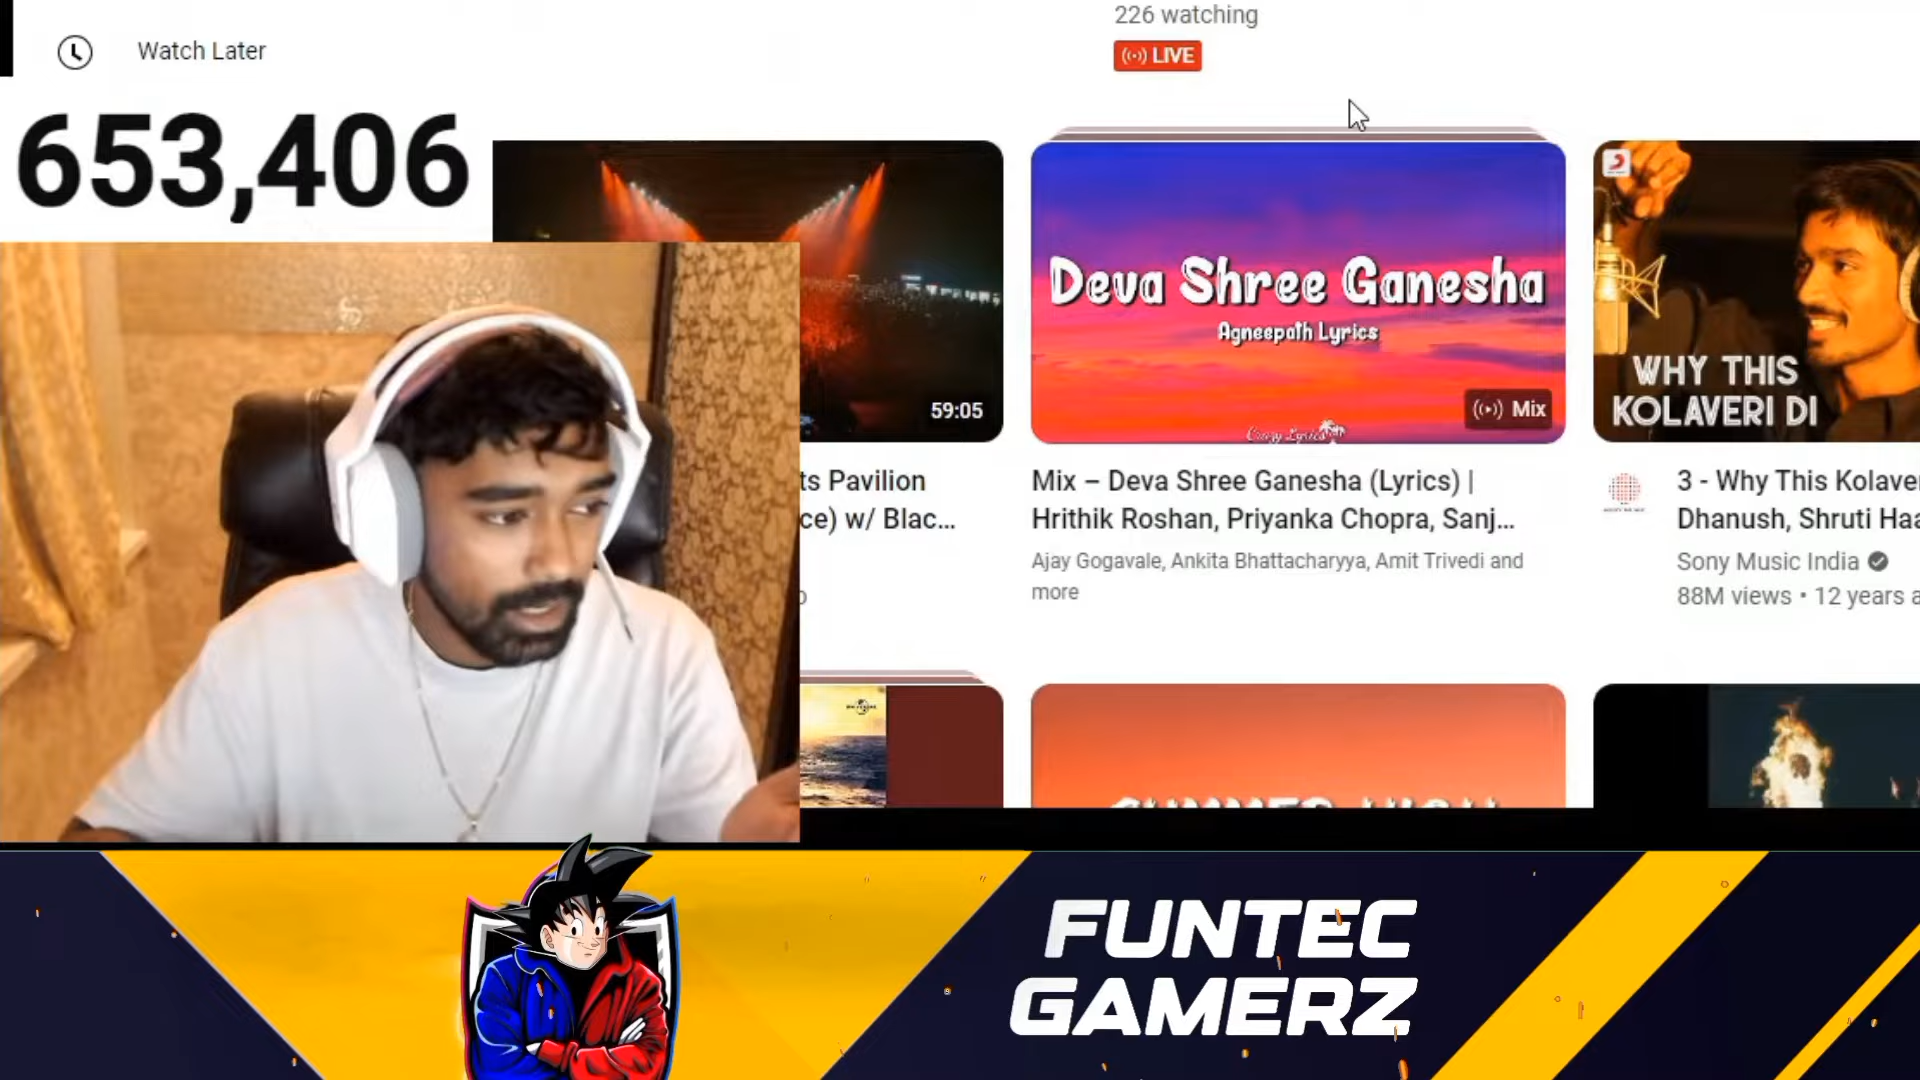 226 watching
LIVE
Watch Later
653,406
59:05
Deva Shree Ganesha
Agneepath Lyrics
Crazy Lyrics
Mix
WHY THIS
KOLAVERI DI
ts Pavilion
ce) w/ Blac...
Mix – Deva Shree Ganesha (Lyrics) |
Hrithik Roshan, Priyanka Chopra, Sanj...
Ajay Gogavale, Ankita Bhattacharyya, Amit Trivedi and
more
3 - Why This Kolave
Dhanush, Shruti Haa
Sony Music India
88M views • 12 years a
FUNTEC
GAMERZ